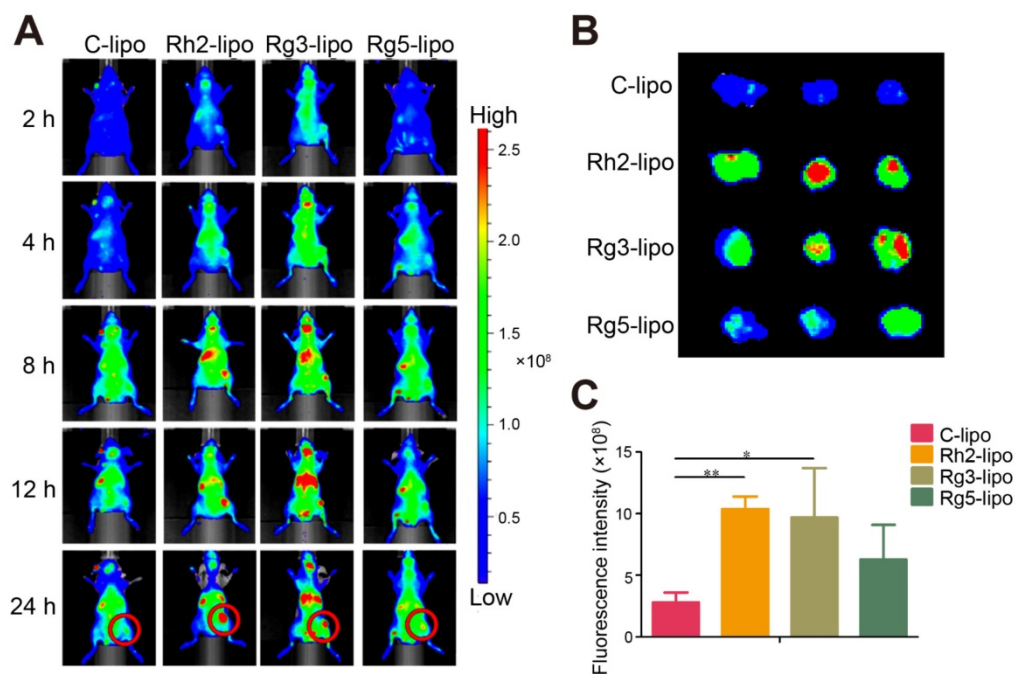 A
C-lipo Rh2-lipo Rg3-lipo Rg5-lipo
2 h
4 h
8 h
12 h
24 h
High
2.5
2.0
1.5
×10⁸
1.0
0.5
Low
B
C-lipo
Rh2-lipo
Rg3-lipo
Rg5-lipo
C
Fluorescence intensity (×10⁸)
15
10
5
0
**
*
C-lipo
Rh2-lipo
Rg3-lipo
Rg5-lipo